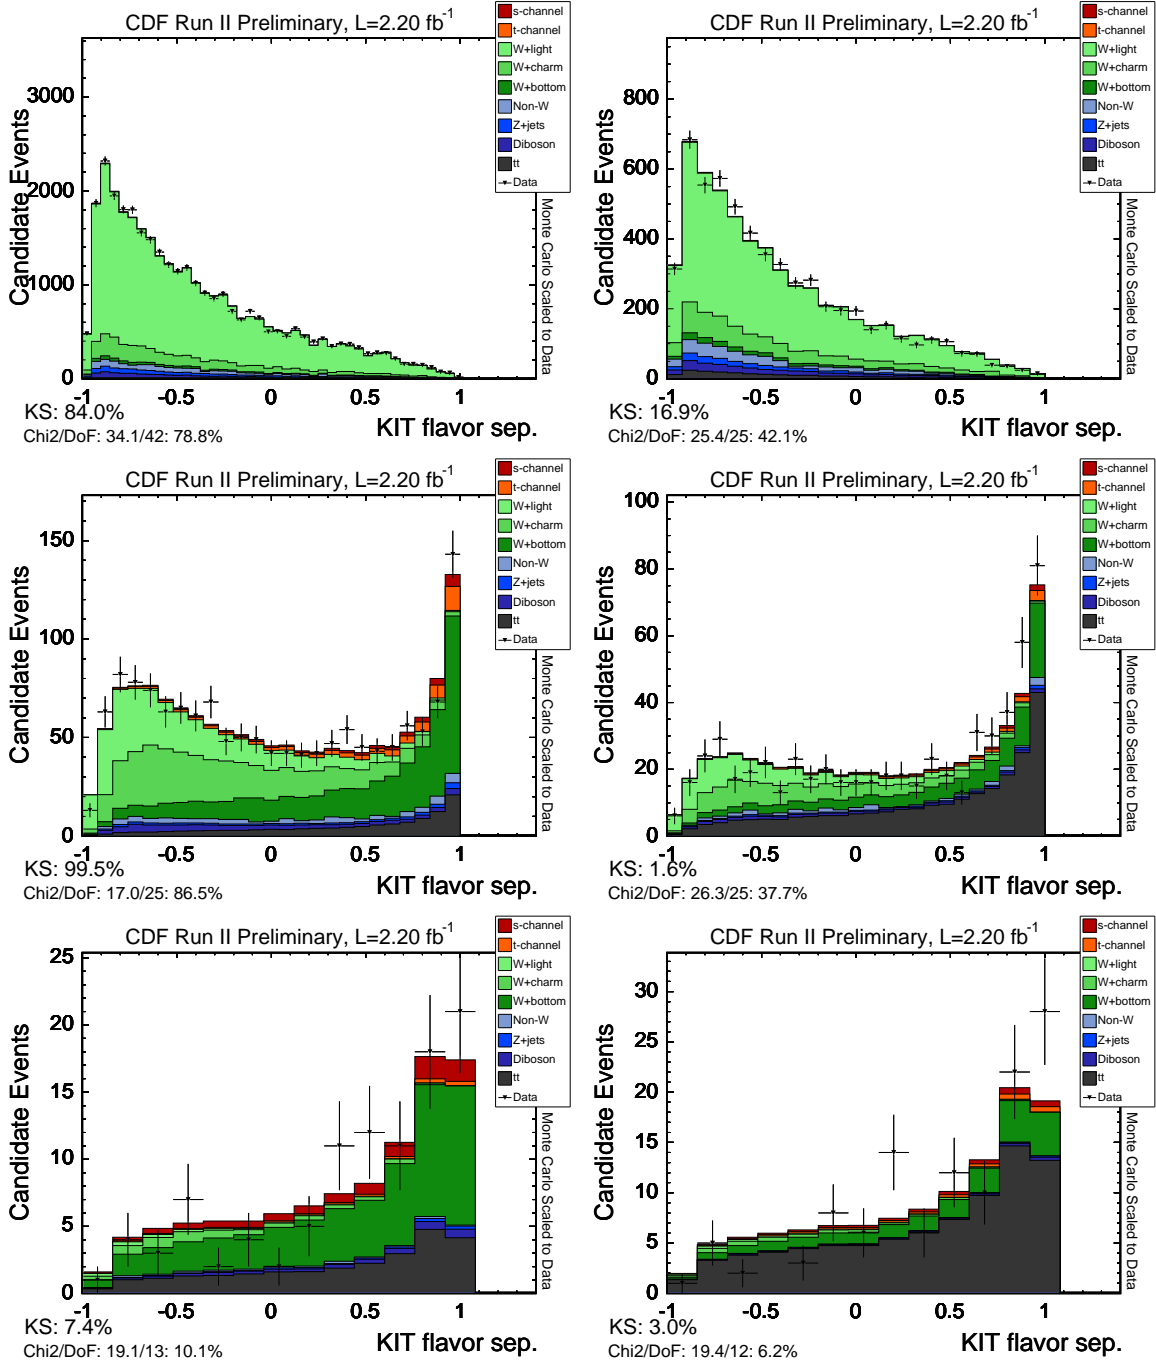 CDF Run II Preliminary, L=2.20 fb-1
s-channel
t-channel
W+light
W+charm
W+bottom
Non-W
Z+jets
Diboson
tt
Data
Candidate Events
3000
2000
1000
0
-1 -0.5 0 0.5 1
KIT flavor sep.
Monte Carlo Scaled to Data
KS: 84.0%
Chi2/DoF: 34.1/42: 78.8%
CDF Run II Preliminary, L=2.20 fb-1
s-channel
t-channel
W+light
W+charm
W+bottom
Non-W
Z+jets
Diboson
tt
Data
Candidate Events
800
600
400
200
0
-1 -0.5 0 0.5 1
KIT flavor sep.
Monte Carlo Scaled to Data
KS: 16.9%
Chi2/DoF: 25.4/25: 42.1%
CDF Run II Preliminary, L=2.20 fb-1
s-channel
t-channel
W+light
W+charm
W+bottom
Non-W
Z+jets
Diboson
tt
Data
Candidate Events
150
100
50
0
-1 -0.5 0 0.5 1
KIT flavor sep.
Monte Carlo Scaled to Data
KS: 99.5%
Chi2/DoF: 17.0/25: 86.5%
CDF Run II Preliminary, L=2.20 fb-1
s-channel
t-channel
W+light
W+charm
W+bottom
Non-W
Z+jets
Diboson
tt
Data
Candidate Events
100
80
60
40
20
0
-1 -0.5 0 0.5 1
KIT flavor sep.
Monte Carlo Scaled to Data
KS: 1.6%
Chi2/DoF: 26.3/25: 37.7%
CDF Run II Preliminary, L=2.20 fb-1
s-channel
t-channel
W+light
W+charm
W+bottom
Non-W
Z+jets
Diboson
tt
Data
Candidate Events
25
20
15
10
5
0
-1 -0.5 0 0.5 1
KIT flavor sep.
Monte Carlo Scaled to Data
KS: 7.4%
Chi2/DoF: 19.1/13: 10.1%
CDF Run II Preliminary, L=2.20 fb-1
s-channel
t-channel
W+light
W+charm
W+bottom
Non-W
Z+jets
Diboson
tt
Data
Candidate Events
30
25
20
15
10
5
0
-1 -0.5 0 0.5 1
KIT flavor sep.
Monte Carlo Scaled to Data
KS: 3.0%
Chi2/DoF: 19.4/12: 6.2%